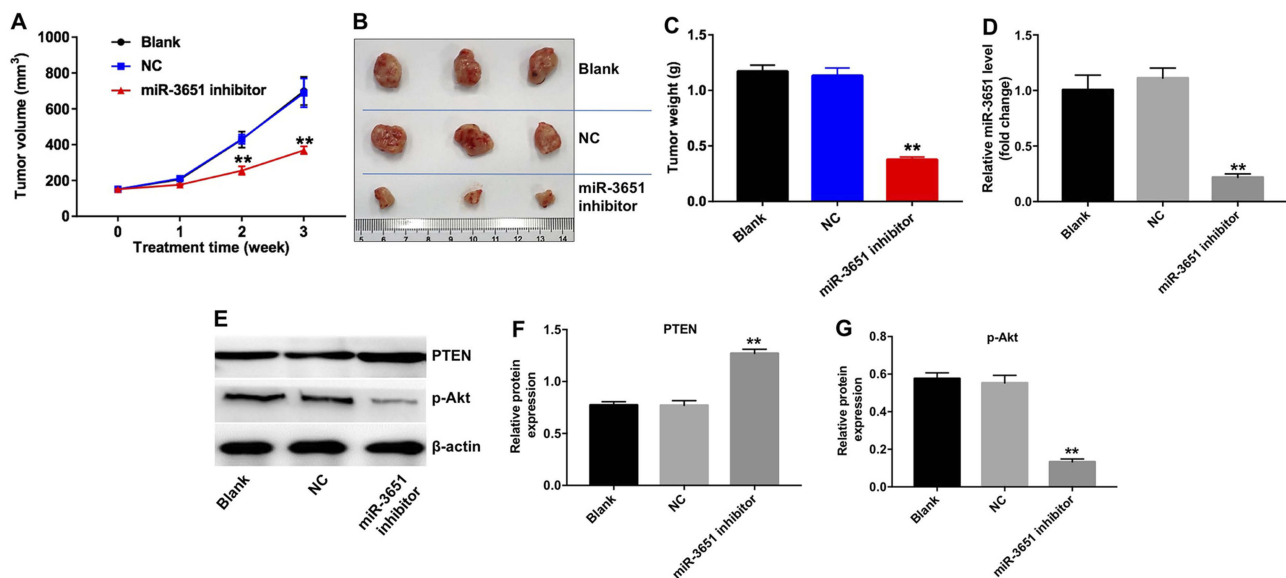 A
Tumor volume (mm³)
1000
800
600
400
200
0
Blank
NC
miR-3651 inhibitor
**
**
0 1 2 3
Treatment time (week)
B
Blank
NC
miR-3651
inhibitor
5 6 7 8 9 10 11 12 13 14
C
Tumor weight (g)
1.5
1.0
0.5
0.0
**
Blank
NC
miR-3651 inhibitor
D
Relative miR-3651 level
(fold change)
1.5
1.0
0.5
0.0
**
Blank
NC
miR-3651 inhibitor
E
PTEN
p-Akt
β-actin
Blank
NC
miR-3651
inhibitor
F
PTEN
Relative protein
expression
1.5
1.0
0.5
0.0
**
Blank
NC
miR-3651 inhibitor
G
p-Akt
Relative protein
expression
0.8
0.6
0.4
0.2
0.0
**
Blank
NC
miR-3651 inhibitor